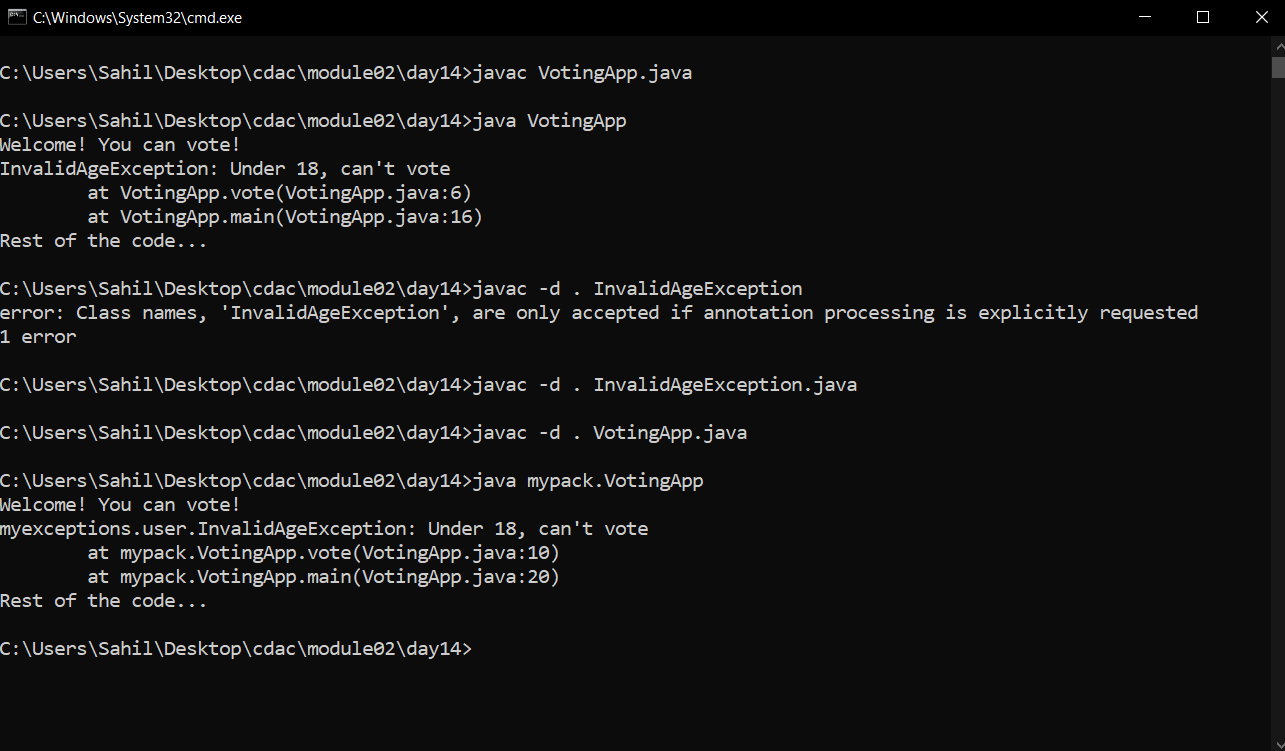 C:\Windows\System32\cmd.exe
C:\Users\Sahil\Desktop\cdac\module02\day14>javac VotingApp.java
C:\Users\Sahil\Desktop\cdac\module02\day14>java VotingApp
Welcome! You can vote!
InvalidAgeException: Under 18, can't vote
        at VotingApp.vote(VotingApp.java:6)
        at VotingApp.main(VotingApp.java:16)
Rest of the code...
C:\Users\Sahil\Desktop\cdac\module02\day14>javac -d . InvalidAgeException
error: Class names, 'InvalidAgeException', are only accepted if annotation processing is explicitly requested
1 error
C:\Users\Sahil\Desktop\cdac\module02\day14>javac -d . InvalidAgeException.java
C:\Users\Sahil\Desktop\cdac\module02\day14>javac -d . VotingApp.java
C:\Users\Sahil\Desktop\cdac\module02\day14>java mypack.VotingApp
Welcome! You can vote!
myexceptions.user.InvalidAgeException: Under 18, can't vote
        at mypack.VotingApp.vote(VotingApp.java:10)
        at mypack.VotingApp.main(VotingApp.java:20)
Rest of the code...
C:\Users\Sahil\Desktop\cdac\module02\day14>